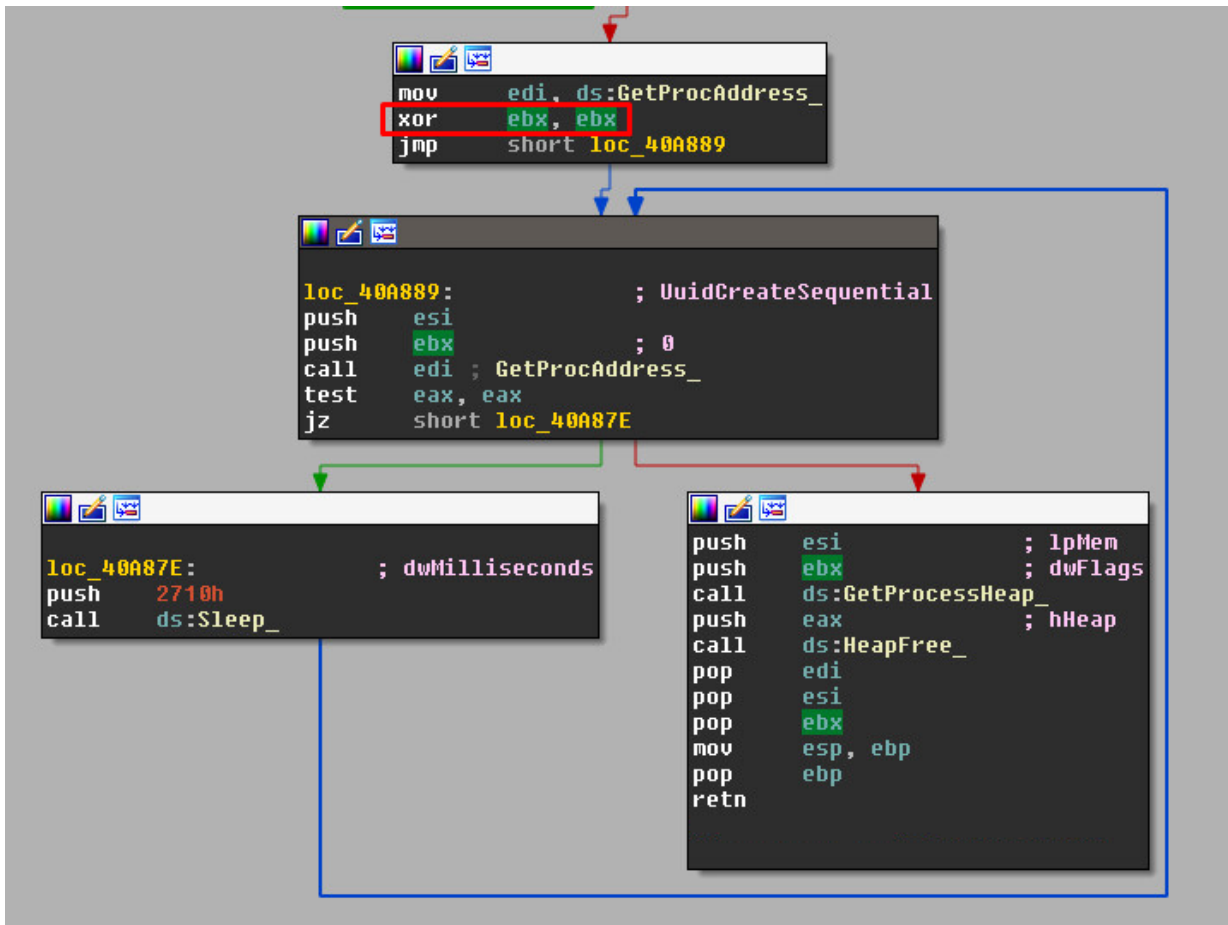 mov edi, ds:GetProcAddress_
xor ebx, ebx
jmp short loc_40A889
loc_40A889: ; UuidCreateSequential
push esi
push ebx ; 0
call edi ; GetProcAddress_
test eax, eax
jz short loc_40A87E
loc_40A87E: ; dwMilliseconds
push 2710h
call ds:Sleep_
push esi ; lpMem
push ebx ; dwFlags
call ds:GetProcessHeap_
push eax ; hHeap
call ds:HeapFree_
pop edi
pop esi
pop ebx
mov esp, ebp
pop ebp
retn